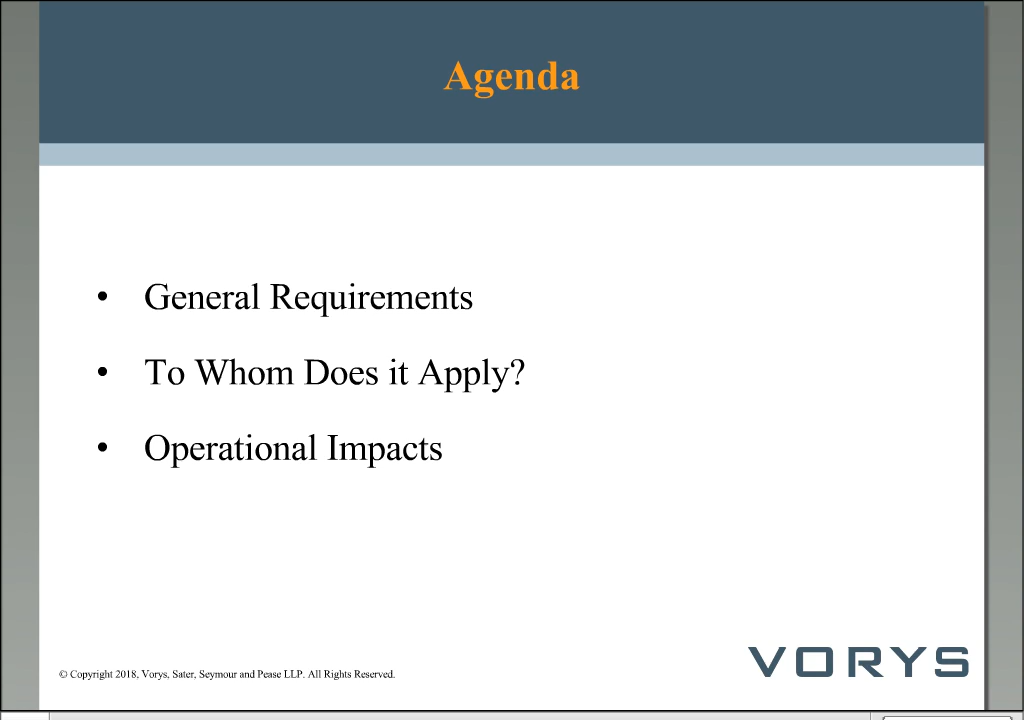 Agenda
• General Requirements
• To Whom Does it Apply?
• Operational Impacts
© Copyright 2018, Vorys, Sater, Seymour and Pease LLP. All Rights Reserved.
VORYS